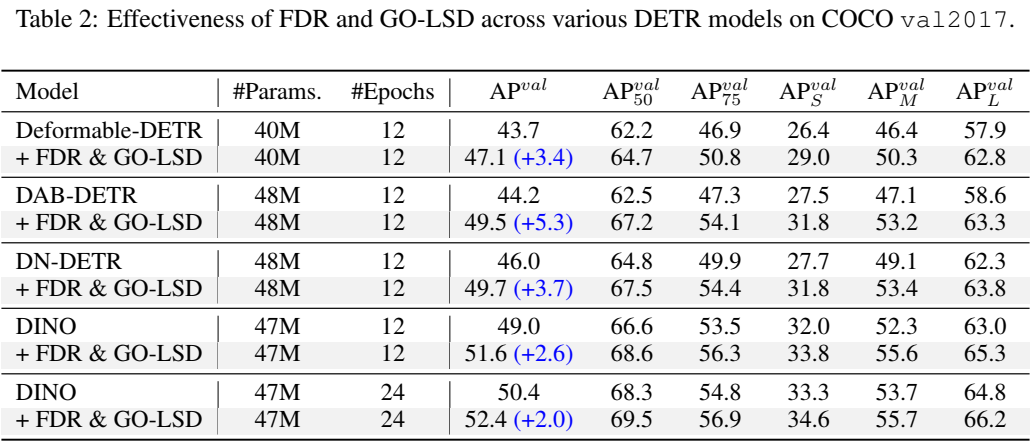 Table 2: Effectiveness of FDR and GO-LSD across various DETR models on COCO val2017.
Model #Params. #Epochs AP^{val} AP^{val}_{50} AP^{val}_{75} AP^{val}_{S} AP^{val}_{M} AP^{val}_{L}
Deformable-DETR 40M 12 43.7 62.2 46.9 26.4 46.4 57.9
+ FDR & GO-LSD 40M 12 47.1 (+3.4) 64.7 50.8 29.0 50.3 62.8
DAB-DETR 48M 12 44.2 62.5 47.3 27.5 47.1 58.6
+ FDR & GO-LSD 48M 12 49.5 (+5.3) 67.2 54.1 31.8 53.2 63.3
DN-DETR 48M 12 46.0 64.8 49.9 27.7 49.1 62.3
+ FDR & GO-LSD 48M 12 49.7 (+3.7) 67.5 54.4 31.8 53.4 63.8
DINO 47M 12 49.0 66.6 53.5 32.0 52.3 63.0
+ FDR & GO-LSD 47M 12 51.6 (+2.6) 68.6 56.3 33.8 55.6 65.3
DINO 47M 24 50.4 68.3 54.8 33.3 53.7 64.8
+ FDR & GO-LSD 47M 24 52.4 (+2.0) 69.5 56.9 34.6 55.7 66.2